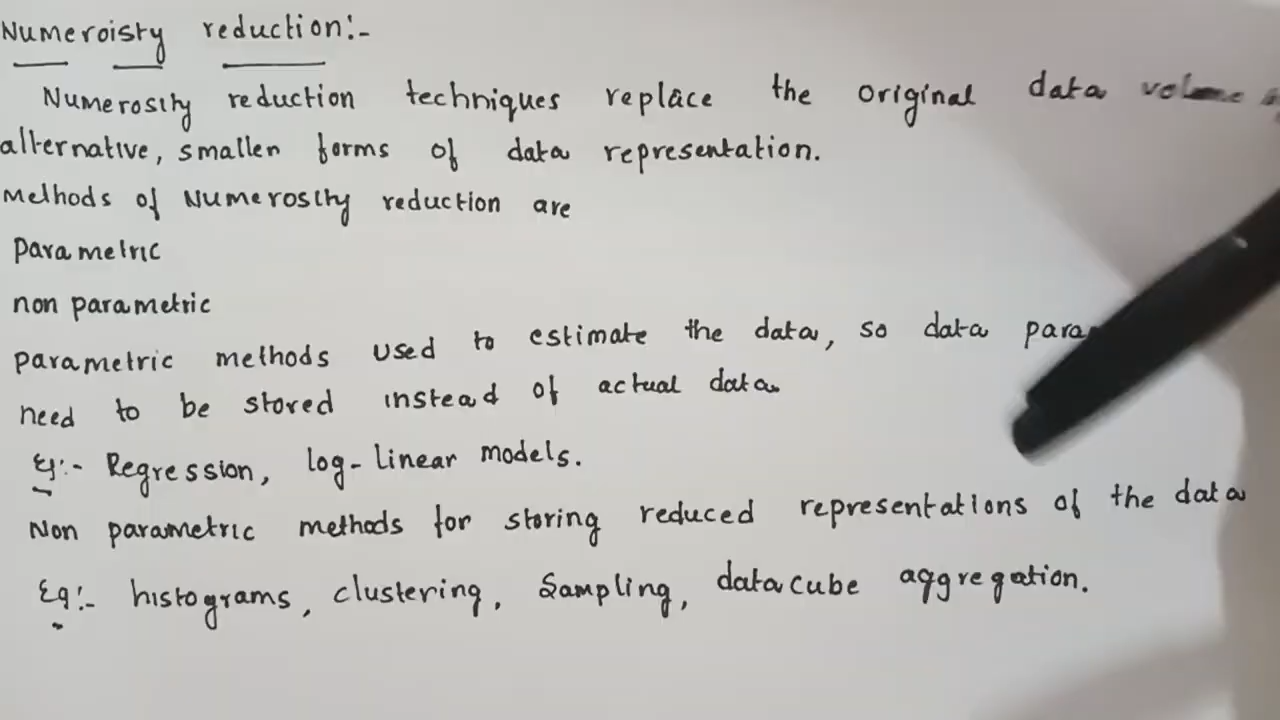 Numeroisty reduction:-
Numerosity reduction techniques replace the original data volume
alternative, smaller forms of data representation.
methods of Numerosity reduction are
parametric
non parametric
parametric methods used to estimate the data, so data
need to be stored instead of actual data
Eg:- Regression, log-linear models.
Non parametric methods for storing reduced representations of the data
Eg:- histograms, clustering, Sampling, datacube aggregation.